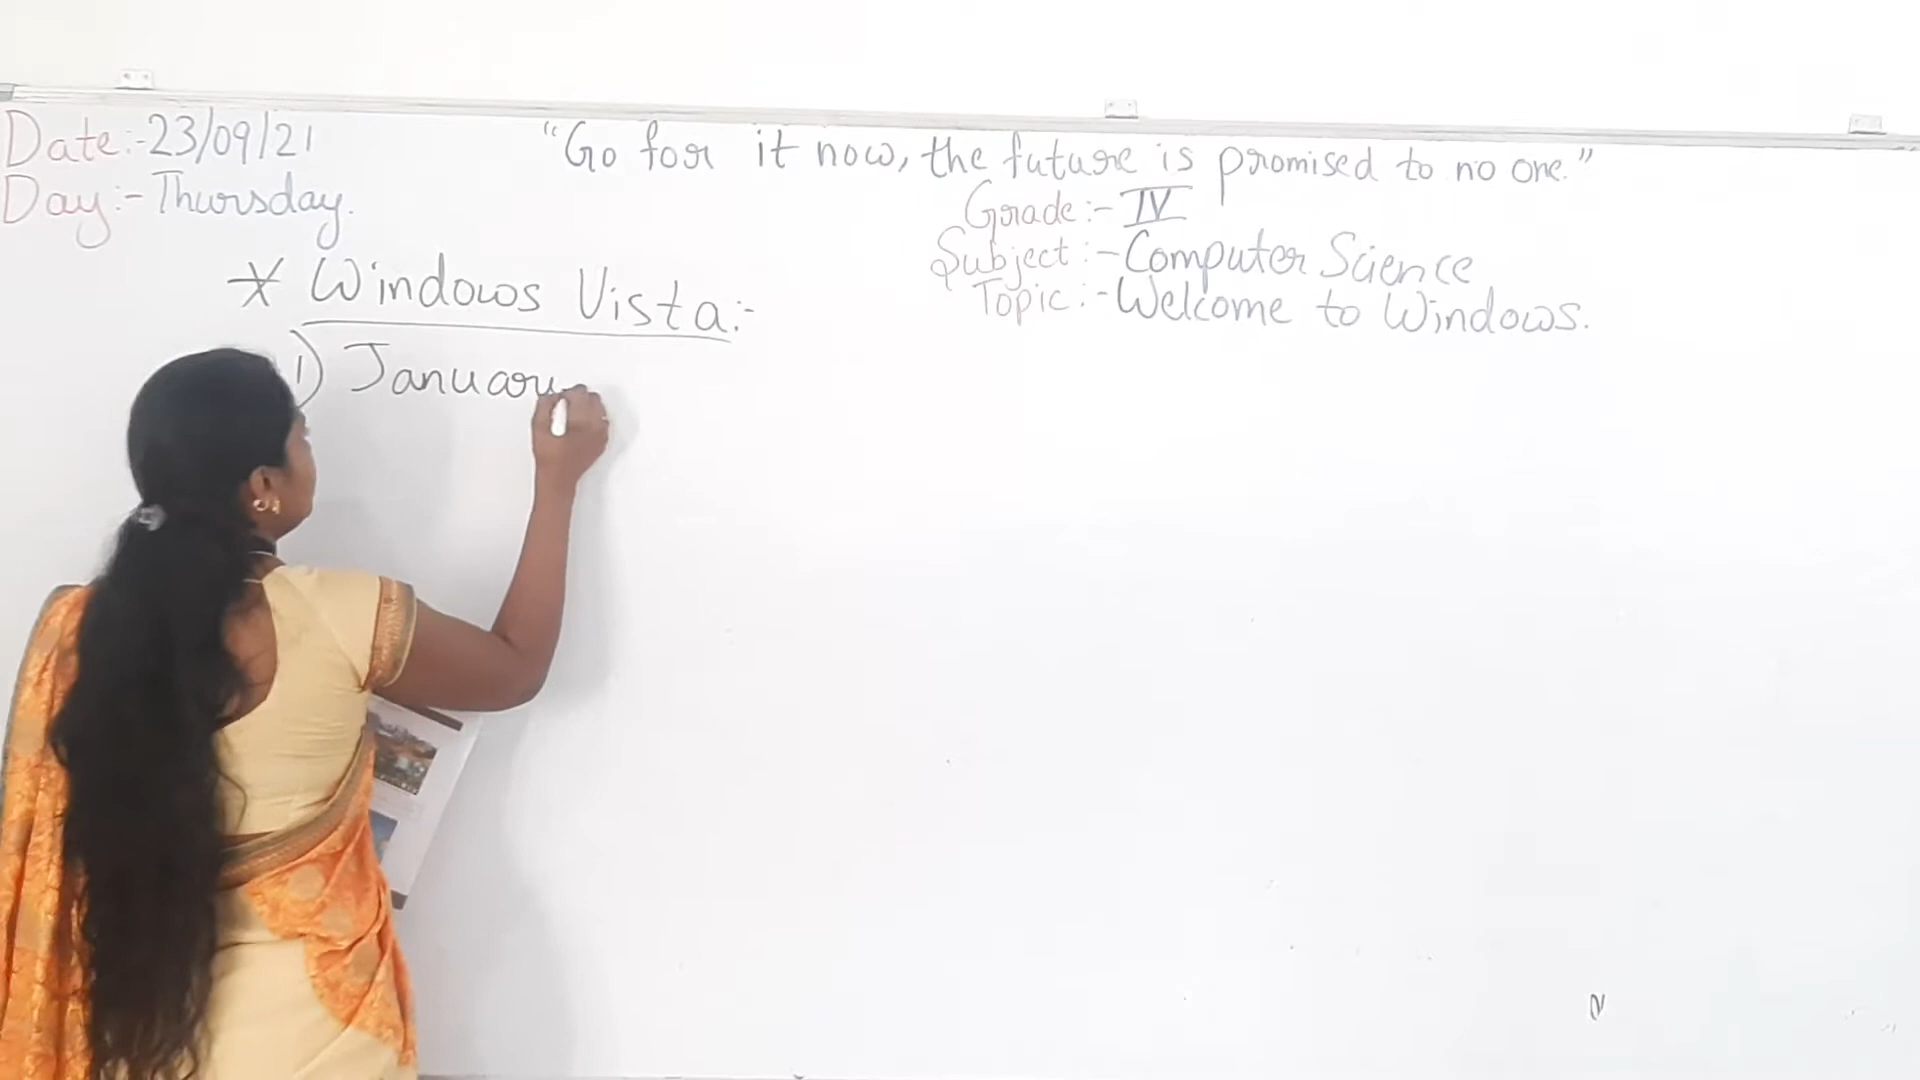 Date:-23/09/21
"Go for it now, the future is promised to no one."
Day:-Thursday.
Grade:- IV
Subject:-Computer Science
Topic:-Welcome to Windows.
* Windows Vista:-
1) January